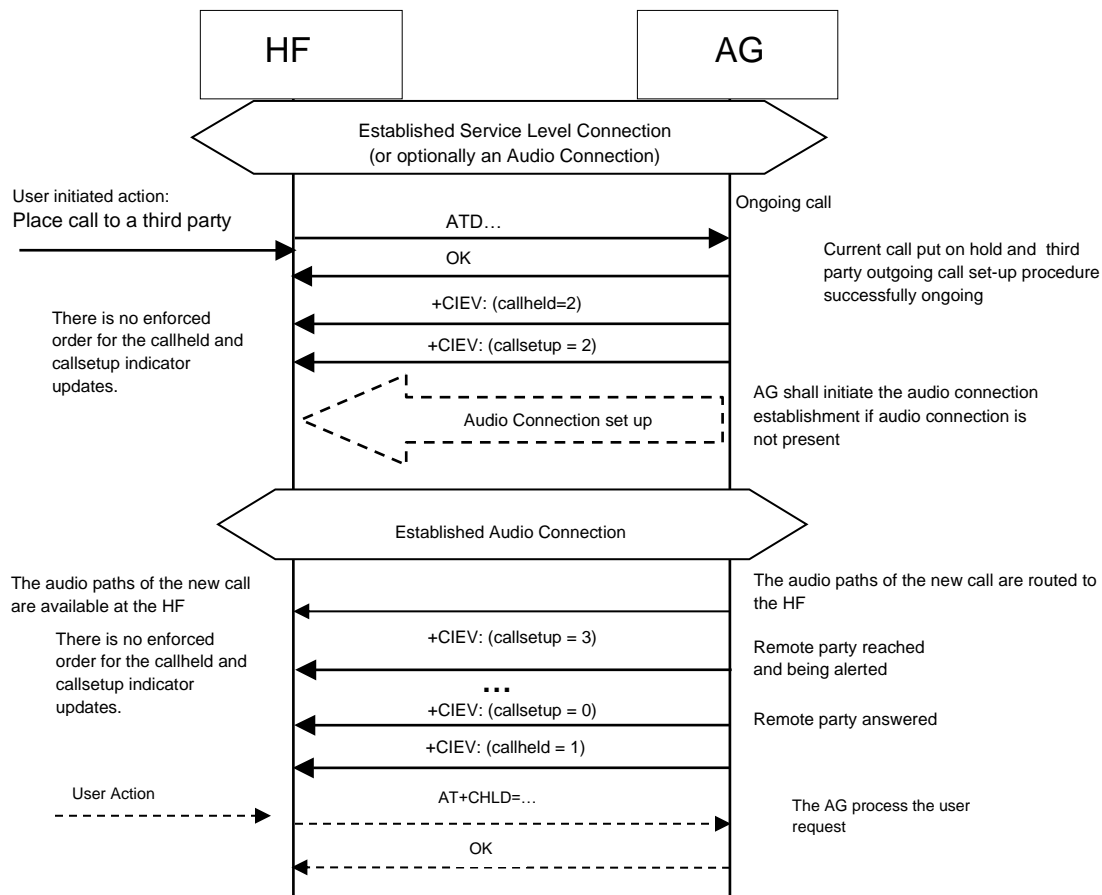 HF
AG
Established Service Level Connection
(or optionally an Audio Connection)
User initiated action:
Place call to a third party
Ongoing call
ATD…
OK
Current call put on hold and third
party outgoing call set-up procedure
successfully ongoing
+CIEV: (callheld=2)
There is no enforced
order for the callheld and
callsetup indicator
updates.
+CIEV: (callsetup = 2)
AG shall initiate the audio connection
establishment if audio connection is
not present
Audio Connection set up
Established Audio Connection
The audio paths of the new call
are available at the HF
The audio paths of the new call are routed to
the HF
There is no enforced
order for the callheld and
callsetup indicator
updates.
+CIEV: (callsetup = 3)
Remote party reached
and being alerted
…
+CIEV: (callsetup = 0)
Remote party answered
+CIEV: (callheld = 1)
User Action
AT+CHLD=…
The AG process the user
request
OK